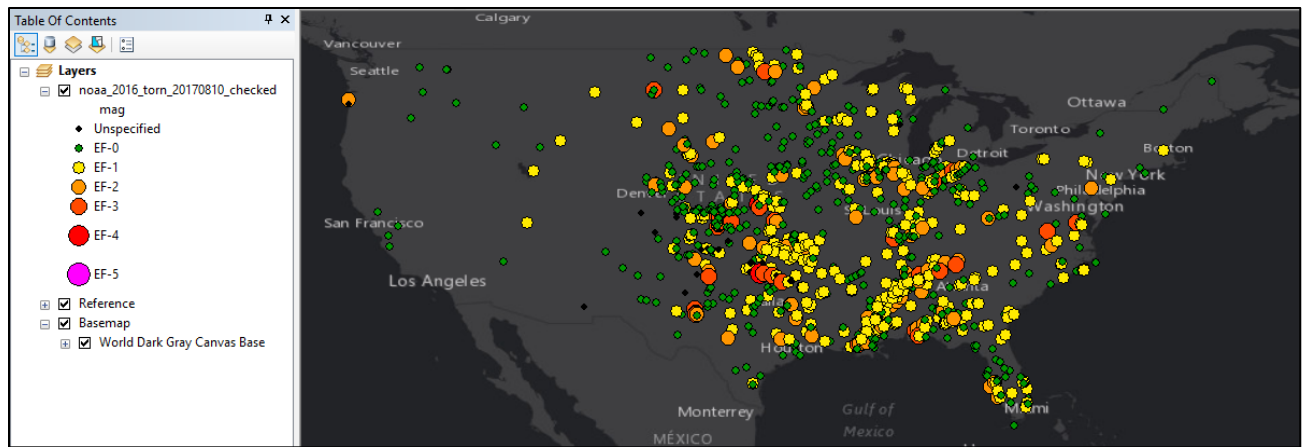 Table Of Contents
Layers
noaa_2016_torn_20170810_checked
mag
Unspecified
EF-0
EF-1
EF-2
EF-3
EF-4
EF-5
Reference
Basemap
World Dark Gray Canvas Base
Calgary
Vancouver
Seattle
Ottawa
Toronto
Boston
Detroit
New York
Philadelphia
Washington
St Louis
San Francisco
Los Angeles
Houston
Miami
Monterrey
Gulf of
Mexico
MÉXICO